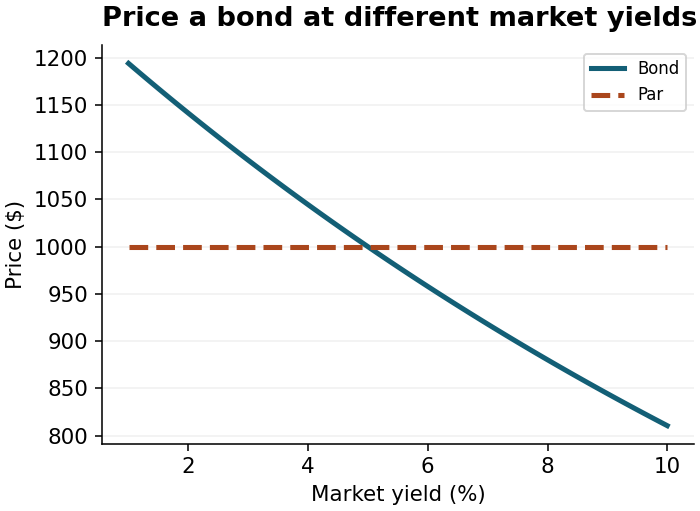 Price a bond at different market yields
1200
1150
1100
1050
1000
950
900
850
800
Price ($)
Bond
Par
2 4 6 8 10
Market yield (%)